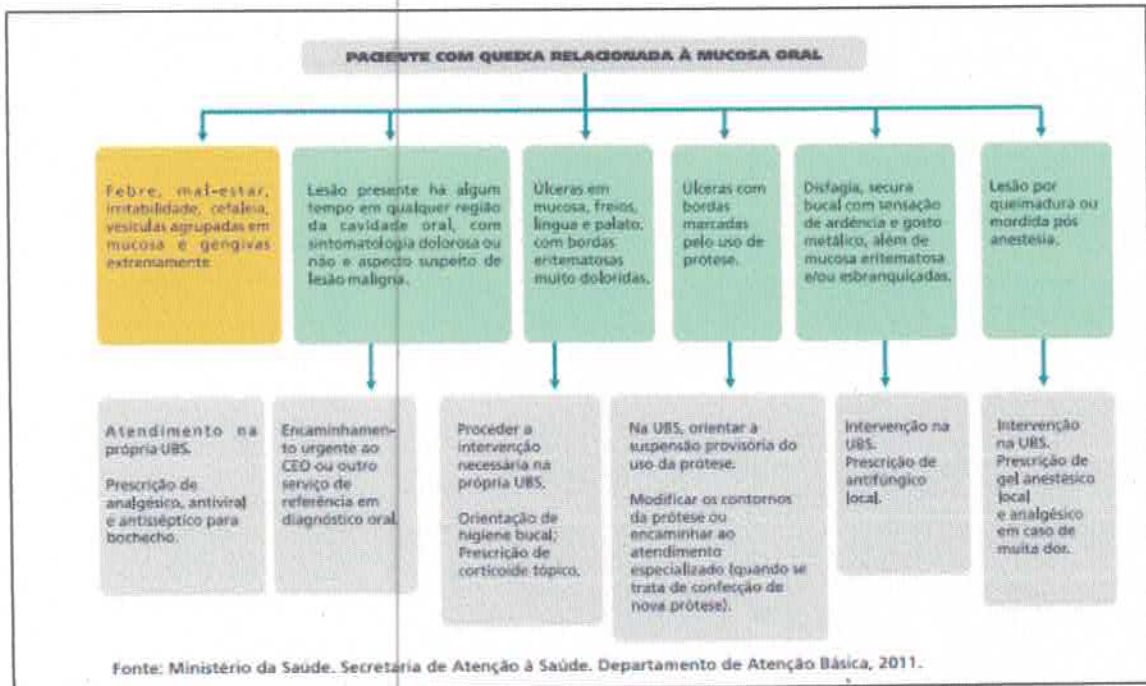 PACIENTE COM QUEIXA RELACIONADA À MUCOSA ORAL
Febre, mal-estar,
irritabilidade, cefaleia,
vesículas agrupadas em
mucosa e gengivas
extremamente
Lesão presente há algum
tempo em qualquer região
da cavidade oral, com
sintomatologia dolorosa ou
não e aspecto suspeito de
lesão maligna.
Úlceras em
mucosa, freios,
língua e palato,
com bordas
eritematosas
muito doloridas.
Úlceras com
bordas
marcadas
pelo uso de
prótese.
Disfagia, secura
bucal com sensação
de ardência e gosto
metálico, além de
mucosa eritematosa
e/ou esbranquiçadas.
Lesão por
queimadura ou
mordida pós
anestesia.
Atendimento na
própria UBS.
Prescrição de
analgésico, antiviral
e antisséptico para
bochecho.
Encaminhamen-
to urgente ao
CEO ou outro
serviço de
referência em
diagnóstico oral.
Proceder a
intervenção
necessária na
própria UBS.
Orientação de
higiene bucal;
Prescrição de
corticoide tópico.
Na UBS, orientar a
suspensão provisória do
uso da prótese.
Modificar os contornos
da prótese ou
encaminhar ao
atendimento
especializado (quando se
trata de confecção de
nova prótese).
Intervenção na
UBS.
Prescrição de
antifúngico
local.
Intervenção
na UBS.
Prescrição de
gel anestésico
local
e analgésico
em caso de
muita dor.
Fonte: Ministério da Saúde. Secretaria de Atenção à Saúde. Departamento de Atenção Básica, 2011.